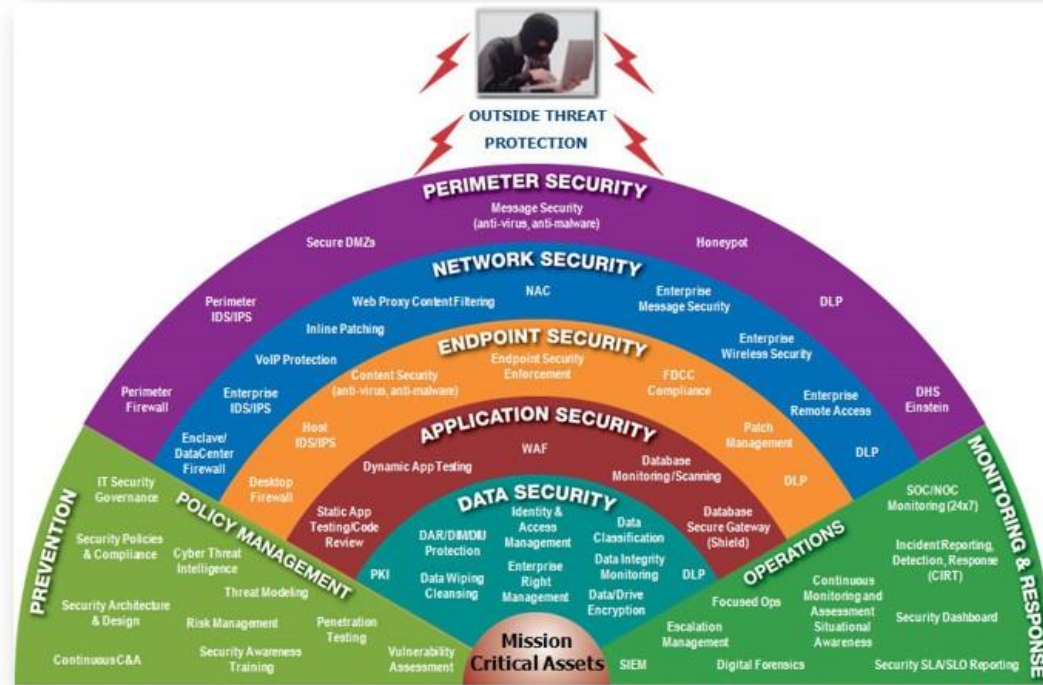 OUTSIDE THREAT
PROTECTION
PERIMETER SECURITY
Message Security
(anti-virus, anti-malware)
Secure DMZs
Honeypot
Perimeter
IDS/IPS
DLP
Perimeter
Firewall
DHS
Einstein
NETWORK SECURITY
NAC
Web Proxy Content Filtering
Enterprise
Message Security
Inline Patching
VoIP Protection
Enterprise
Wireless Security
Enterprise
IDS/IPS
Enterprise
Remote Access
Enclave/
DataCenter
Firewall
DLP
ENDPOINT SECURITY
Endpoint Security
Enforcement
Content Security
(anti-virus, anti-malware)
FDCC
Compliance
Host
IDS/IPS
Patch
Management
Desktop
Firewall
DLP
APPLICATION SECURITY
WAF
Dynamic App Testing
Database
Monitoring/Scanning
Static App
Testing/Code
Review
Database
Secure Gateway
(Shield)
DATA SECURITY
Identity &
Access
Management
DAR/DIM/DIU
Protection
Data
Classification
PKI
Data Wiping
Cleansing
Enterprise
Right
Management
Data Integrity
Monitoring
DLP
Data/Drive
Encryption
Mission
Critical Assets
PREVENTION
POLICY MANAGEMENT
IT Security
Governance
Security Policies
& Compliance
Cyber Threat
Intelligence
Threat Modeling
Security Architecture
& Design
Risk Management
Penetration
Testing
Continuous C&A
Security Awareness
Training
Vulnerability
Assessment
OPERATIONS
MONITORING & RESPONSE
SOC/NOC
Monitoring (24x7)
Incident Reporting,
Detection, Response
(CIRT)
Focused Ops
Continuous
Monitoring and
Assessment
Situational
Awareness
Security Dashboard
Escalation
Management
SIEM
Digital Forensics
Security SLA/SLO Reporting